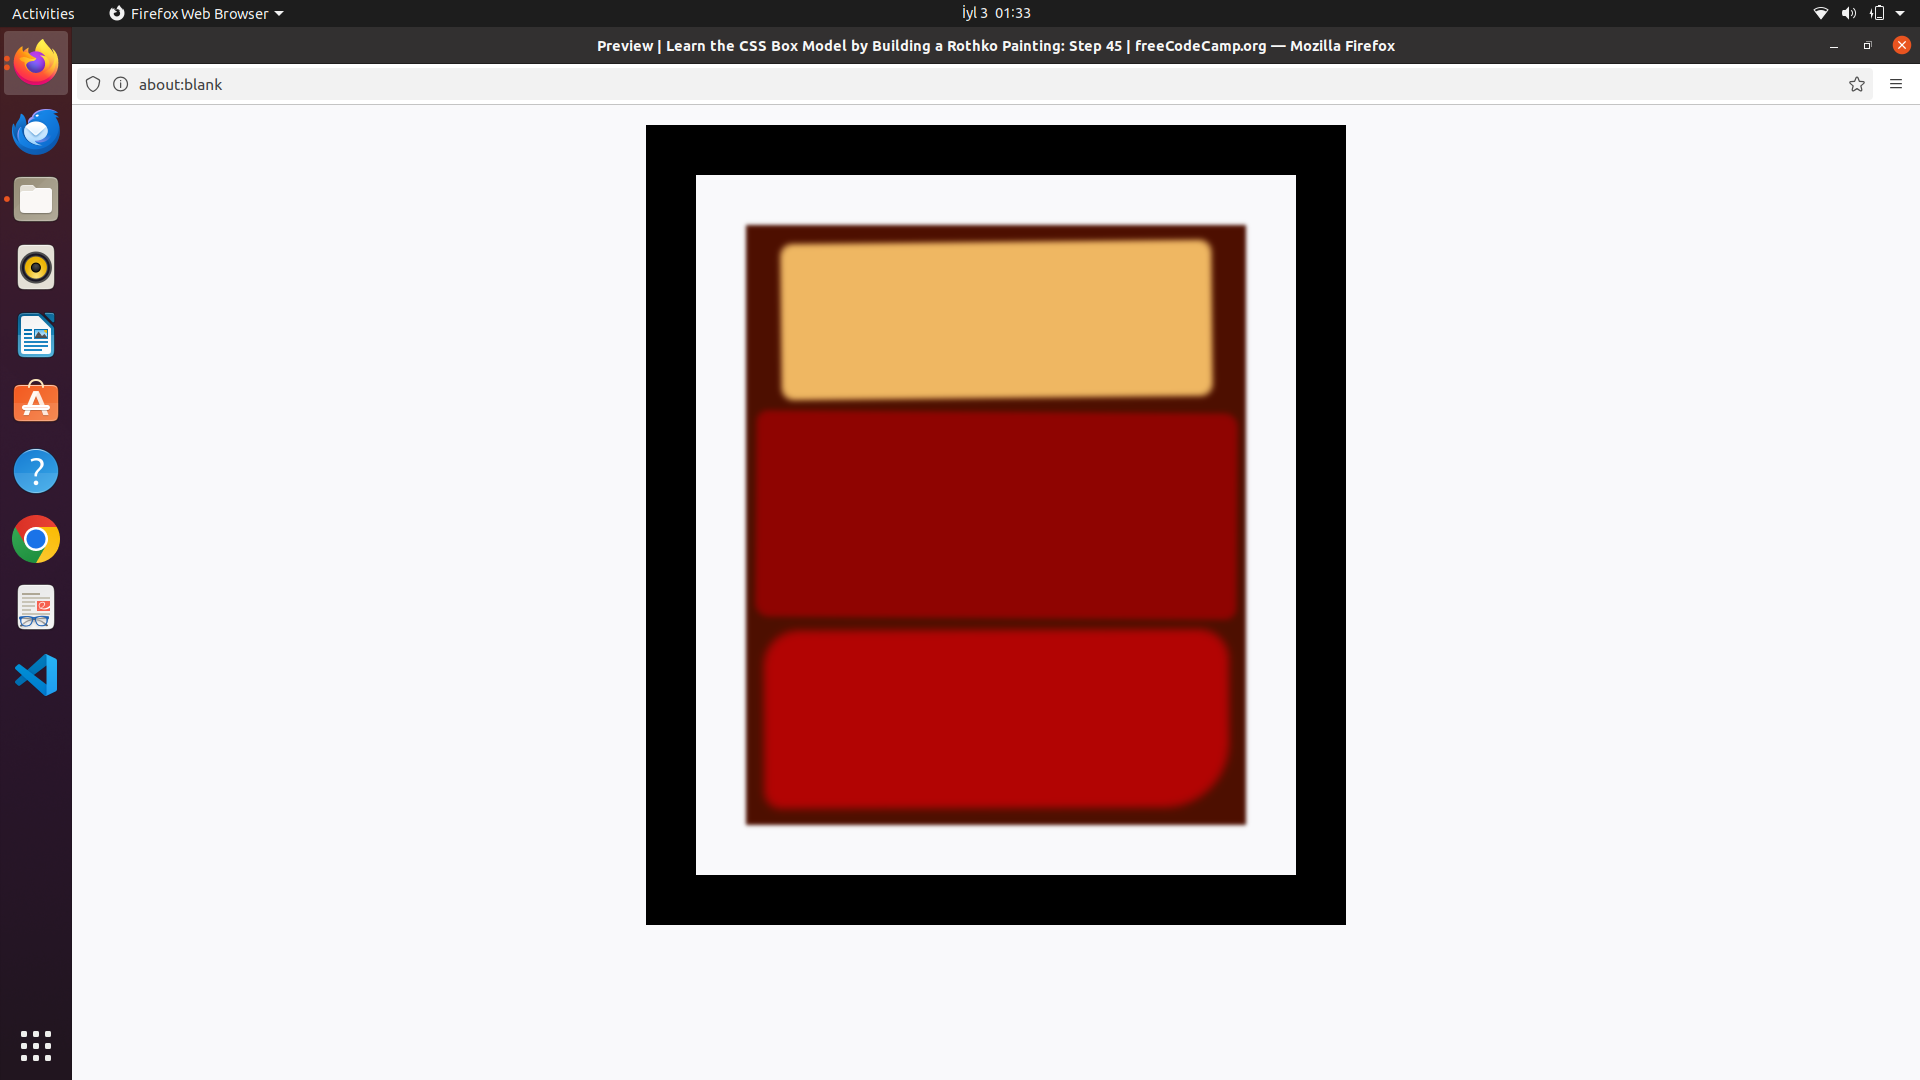 Activities
Firefox Web Browser
İyl 3 01:33
Preview | Learn the CSS Box Model by Building a Rothko Painting: Step 45 | freeCodeCamp.org — Mozilla Firefox
about:blank